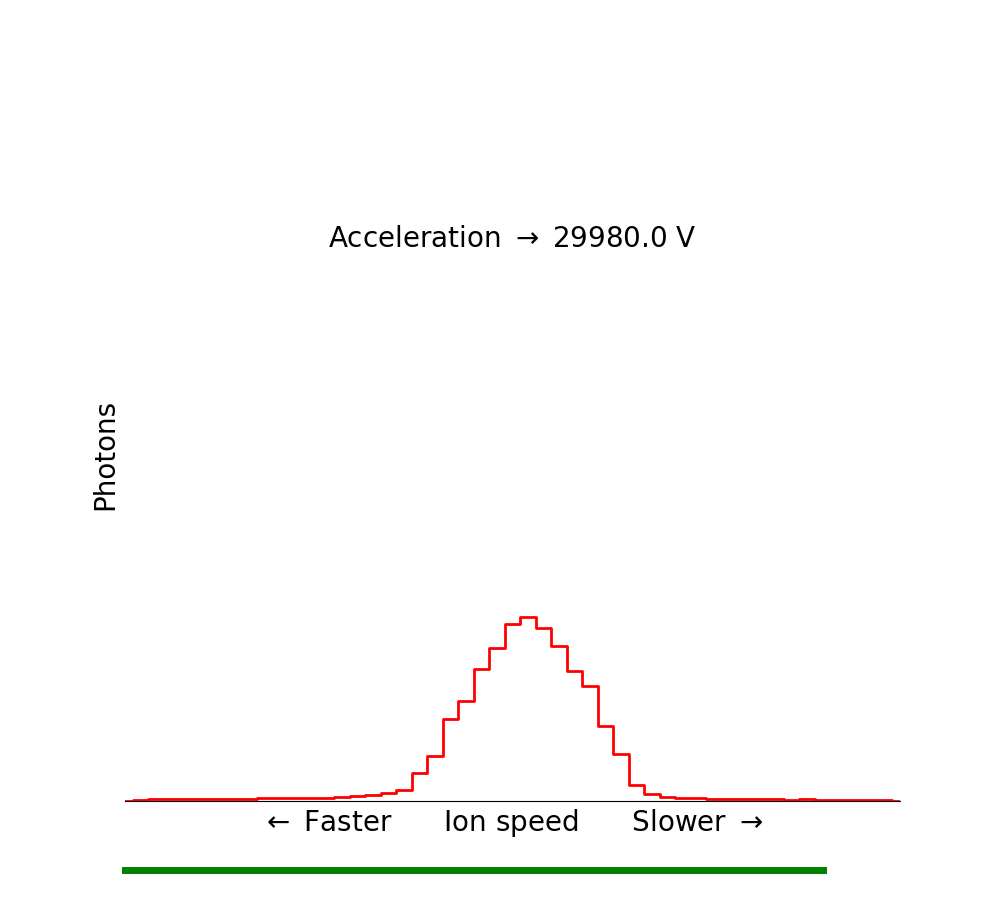 Acceleration → 29980.0 V
Photons
← Faster Ion speed Slower →